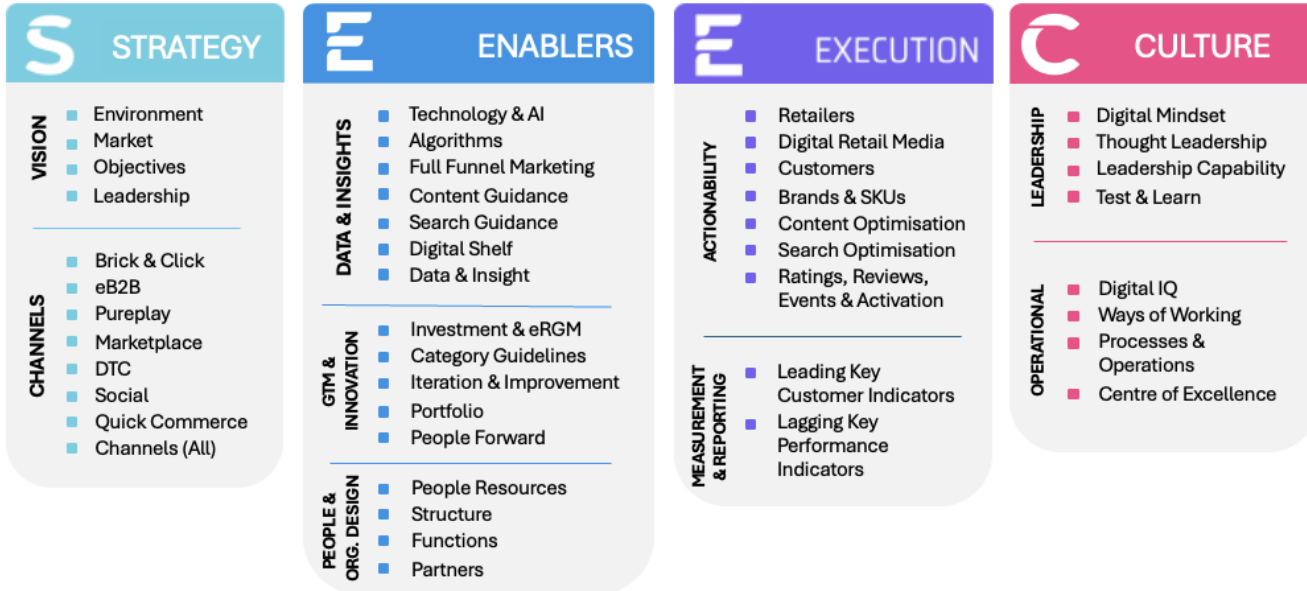 S STRATEGY
VISION
Environment
Market
Objectives
Leadership
CHANNELS
Brick & Click
eB2B
Pureplay
Marketplace
DTC
Social
Quick Commerce
Channels (All)
E ENABLERS
DATA & INSIGHTS
Technology & AI
Algorithms
Full Funnel Marketing
Content Guidance
Search Guidance
Digital Shelf
Data & Insight
GTM &
INNOVATION
Investment & eRGM
Category Guidelines
Iteration & Improvement
Portfolio
People Forward
PEOPLE &
ORG. DESIGN
People Resources
Structure
Functions
Partners
E EXECUTION
ACTIONABILITY
Retailers
Digital Retail Media
Customers
Brands & SKUs
Content Optimisation
Search Optimisation
Ratings, Reviews,
Events & Activation
MEASUREMENT
& REPORTING
Leading Key
Customer Indicators
Lagging Key
Performance
Indicators
C CULTURE
LEADERSHIP
Digital Mindset
Thought Leadership
Leadership Capability
Test & Learn
OPERATIONAL
Digital IQ
Ways of Working
Processes &
Operations
Centre of Excellence